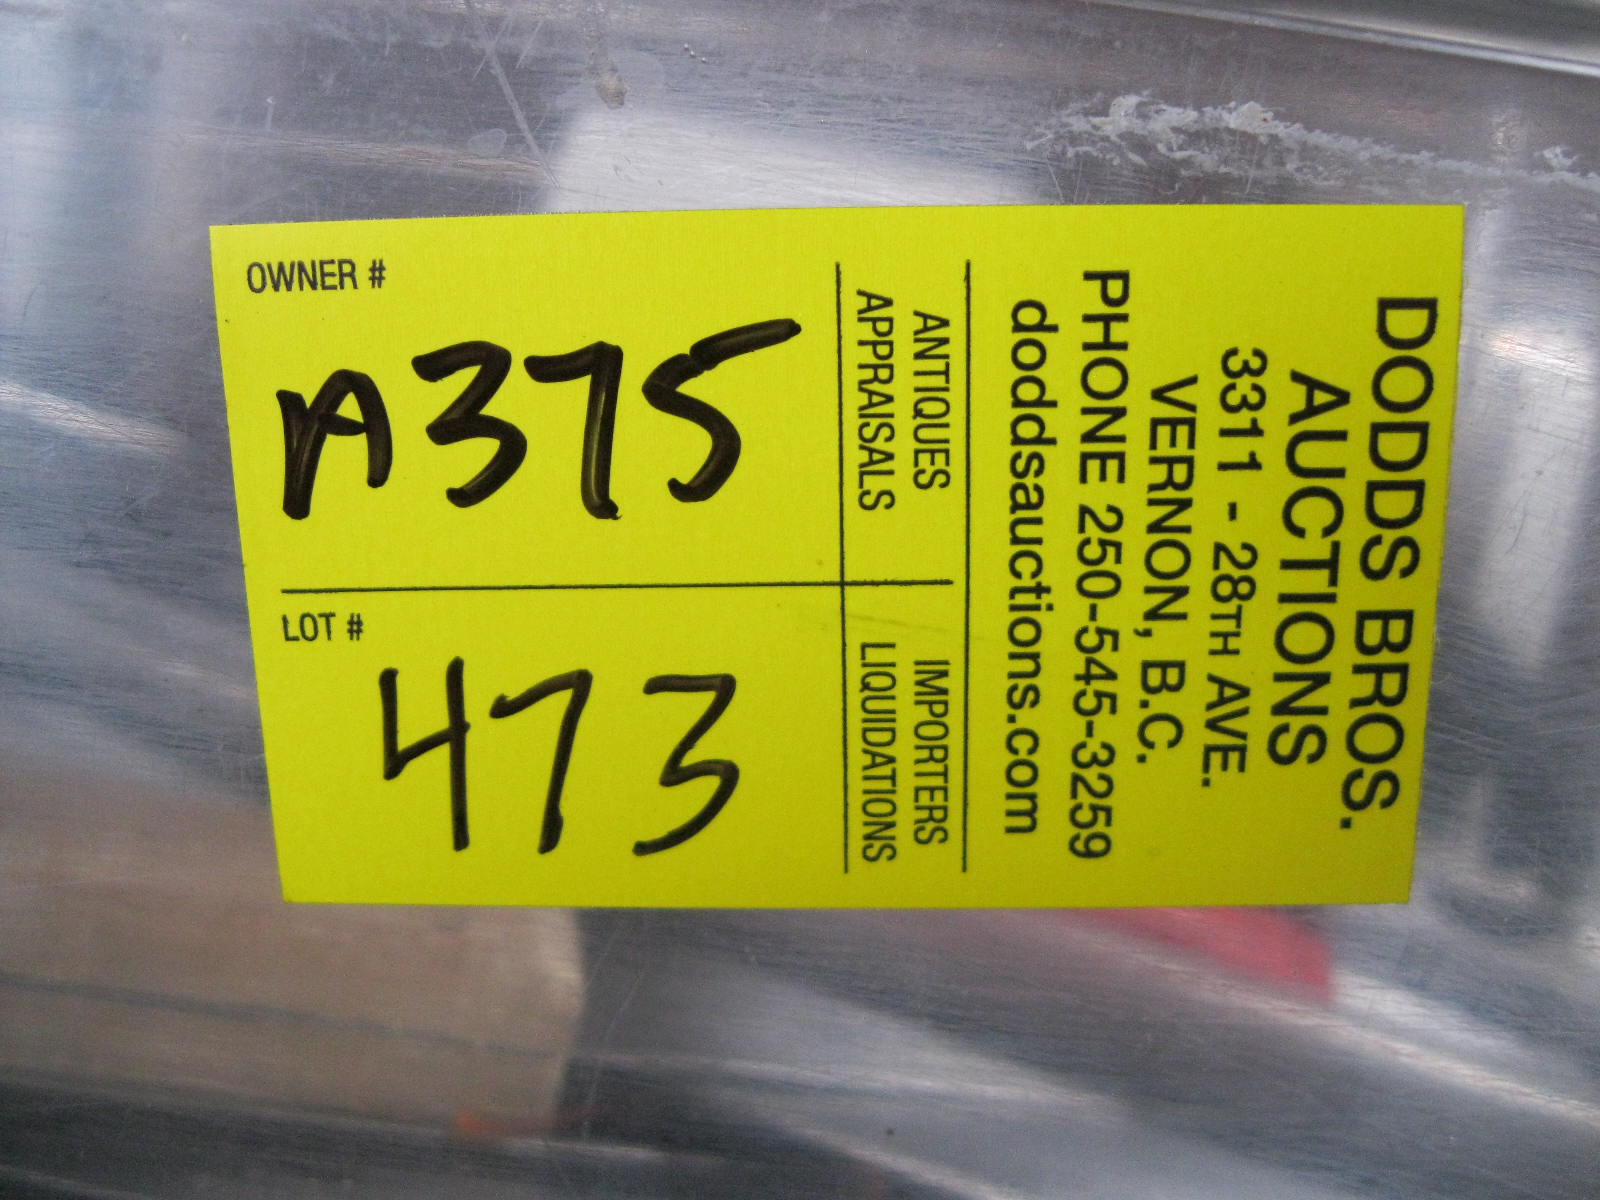 DODDS BROS.
AUCTIONS
3311 - 28TH AVE.
VERNON, B.C.
PHONE 250-545-3259
doddsauctions.com
ANTIQUES
APPRAISALS
IMPORTERS
LIQUIDATIONS
OWNER #
A375
LOT #
473